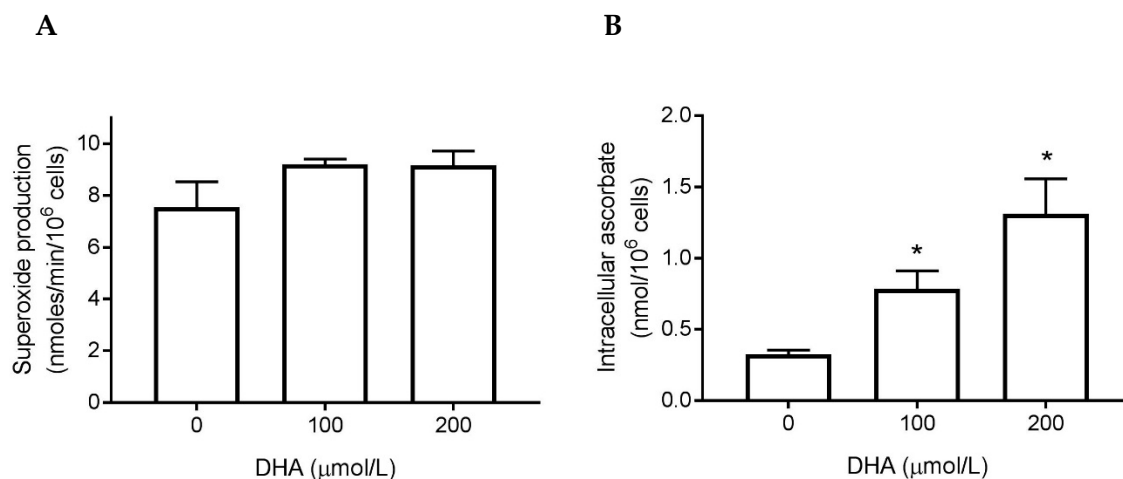 A
Superoxide production
(nmoles/min/10⁶ cells)
10
8
6
4
2
0
0 100 200
DHA (μmol/L)
B
Intracellular ascorbate
(nmol/10⁶ cells)
2.0
1.5
1.0
0.5
0.0
* *
0 100 200
DHA (μmol/L)